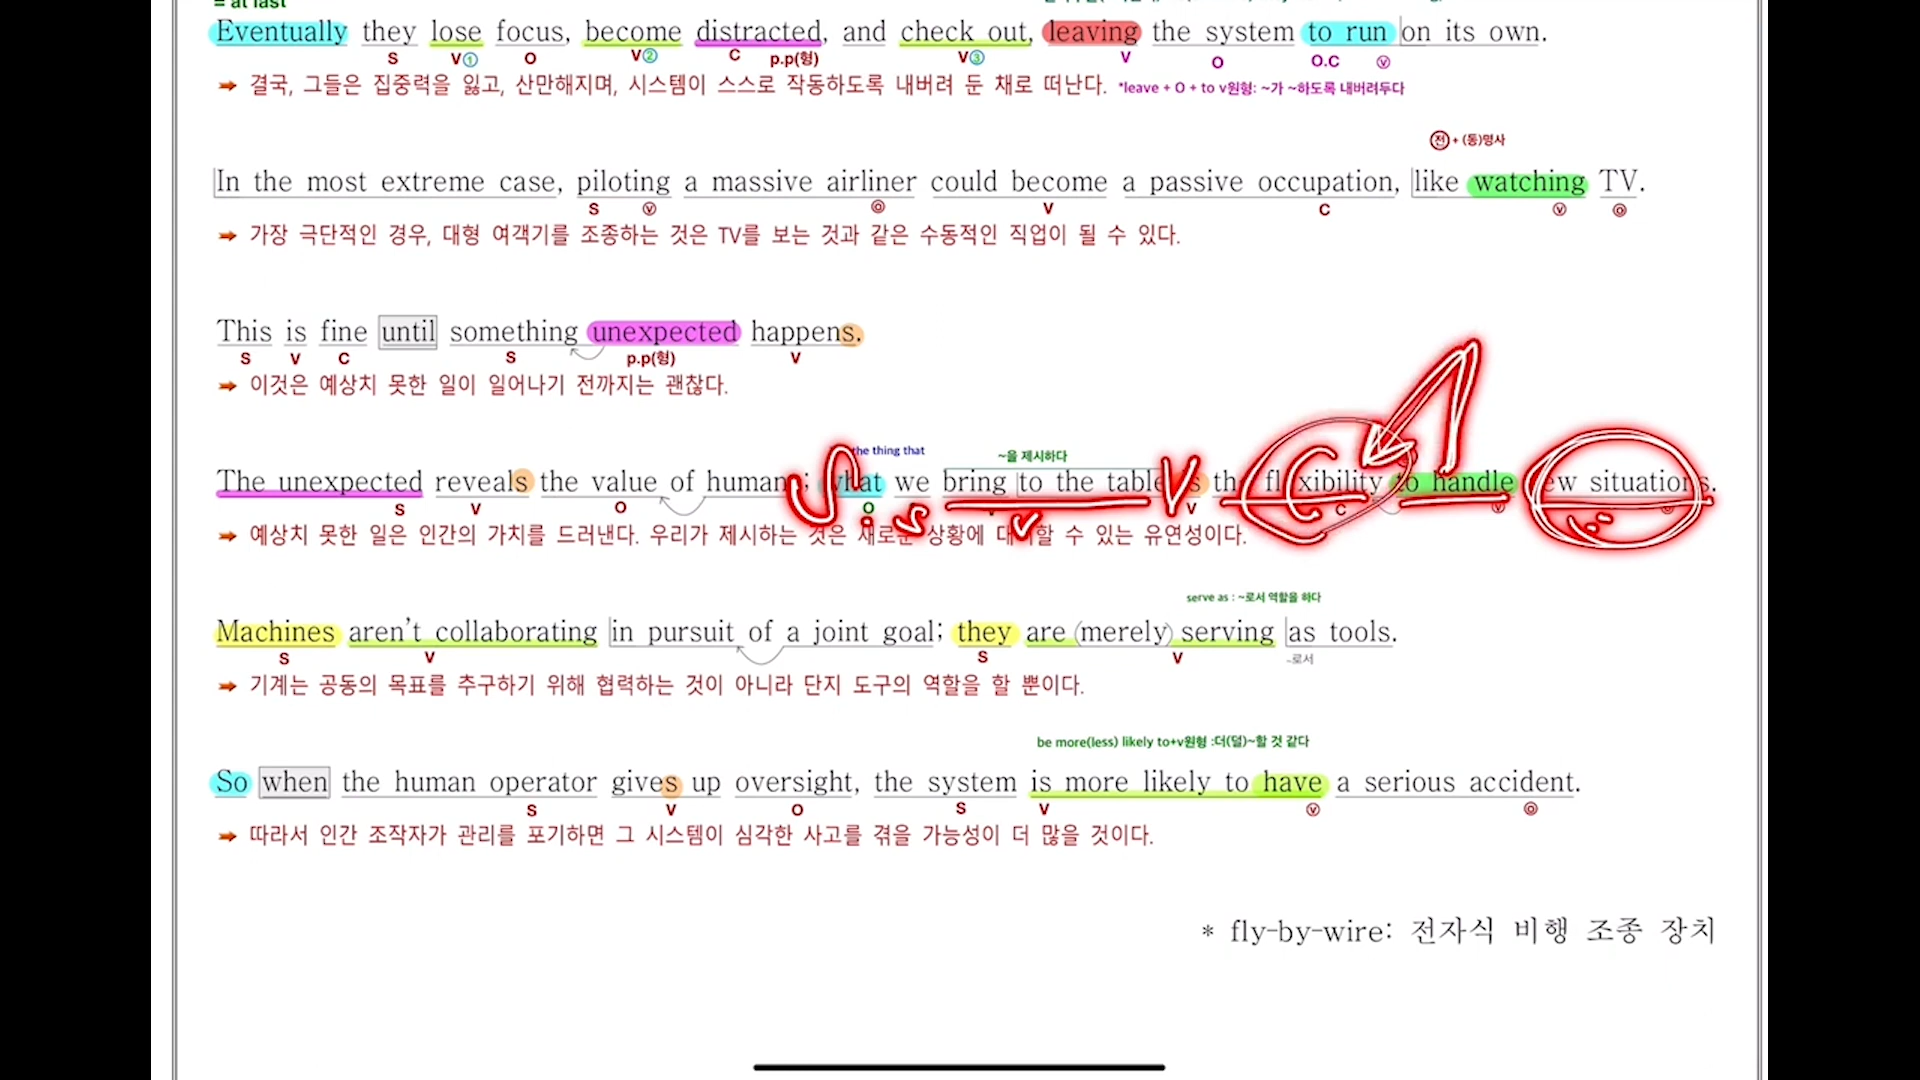 = at last
Eventually they lose focus, become distracted, and check out, leaving the system to run on its own.
S V① O V② C p.p(형) V③ V O O.C ⓥ
➡ 결국, 그들은 집중력을 잃고, 산만해지며, 시스템이 스스로 작동하도록 내버려 둔 채로 떠난다. *leave + O + to v원형: ~가 ~하도록 내버려두다
전 + (동)명사
In the most extreme case, piloting a massive airliner could become a passive occupation, like watching TV.
S ⓥ ⓞ V C ⓥ ⓞ
➡ 가장 극단적인 경우, 대형 여객기를 조종하는 것은 TV를 보는 것과 같은 수동적인 직업이 될 수 있다.
This is fine until something unexpected happens.
S V C S p.p(형) V
➡ 이것은 예상치 못한 일이 일어나기 전까지는 괜찮다.
the thing that ~을 제시하다
S V C
The unexpected reveals the value of human; what we bring to the table is the flexibility to handle new situations.
S V O O S V V C ⓥ
➡ 예상치 못한 일은 인간의 가치를 드러낸다. 우리가 제시하는 것은 새로운 상황에 대처할 수 있는 유연성이다.
serve as : ~로서 역할을 하다
Machines aren't collaborating in pursuit of a joint goal; they are (merely) serving as tools.
S V S V ~로서
➡ 기계는 공동의 목표를 추구하기 위해 협력하는 것이 아니라 단지 도구의 역할을 할 뿐이다.
be more(less) likely to+v원형 :더(덜)~할 것 같다
So when the human operator gives up oversight, the system is more likely to have a serious accident.
S V O S V ⓥ ⓞ
➡ 따라서 인간 조작자가 관리를 포기하면 그 시스템이 심각한 사고를 겪을 가능성이 더 많을 것이다.
* fly-by-wire: 전자식 비행 조종 장치